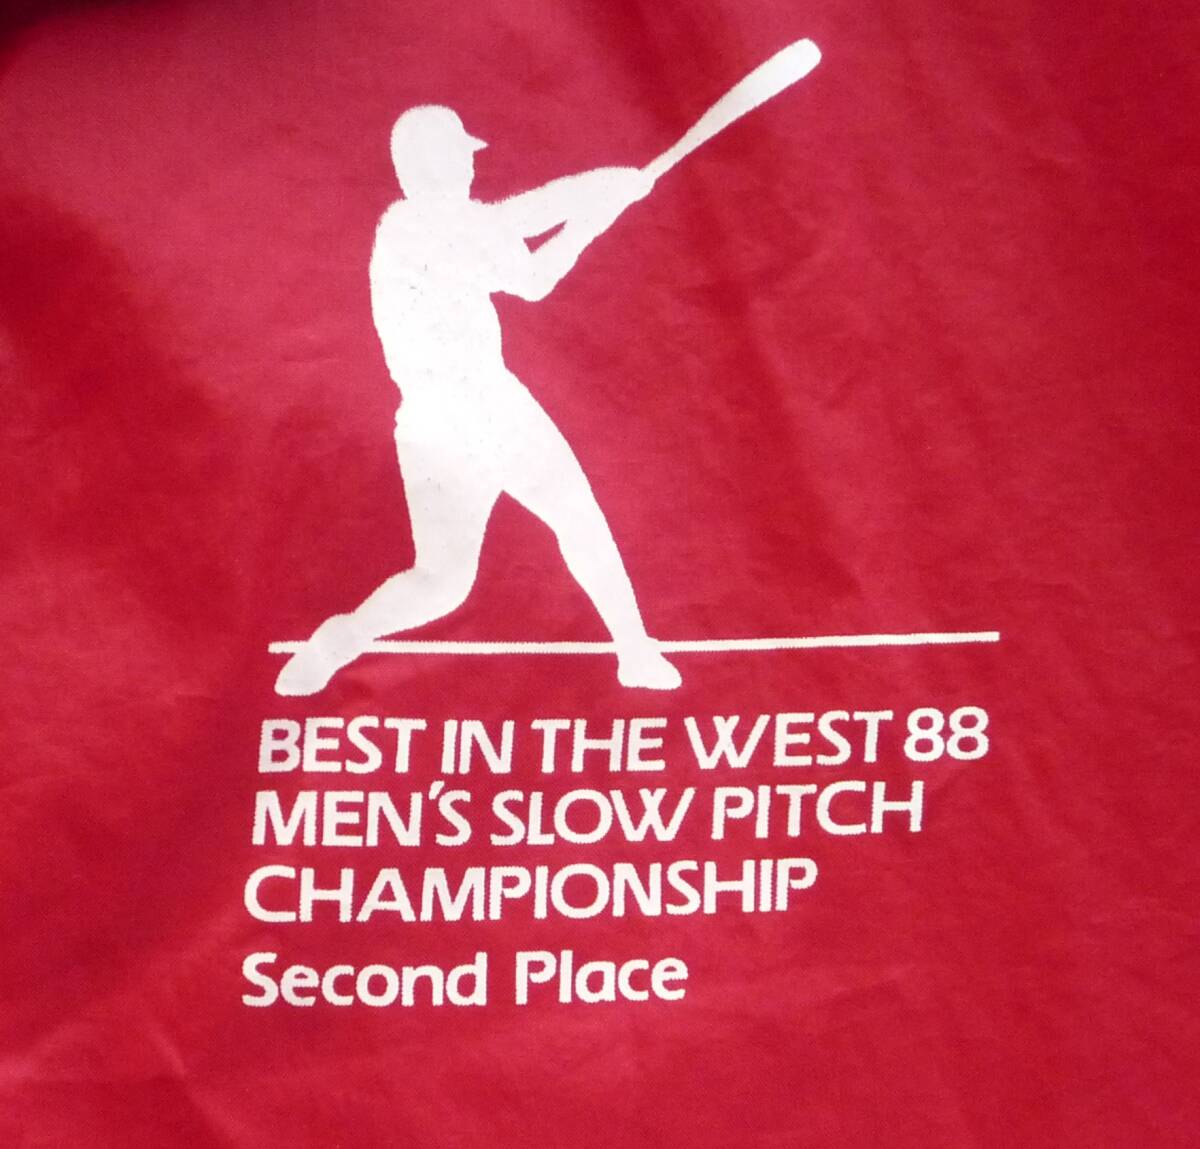 BEST IN THE WEST 88
MEN'S SLOW PITCH
CHAMPIONSHIP
Second Place